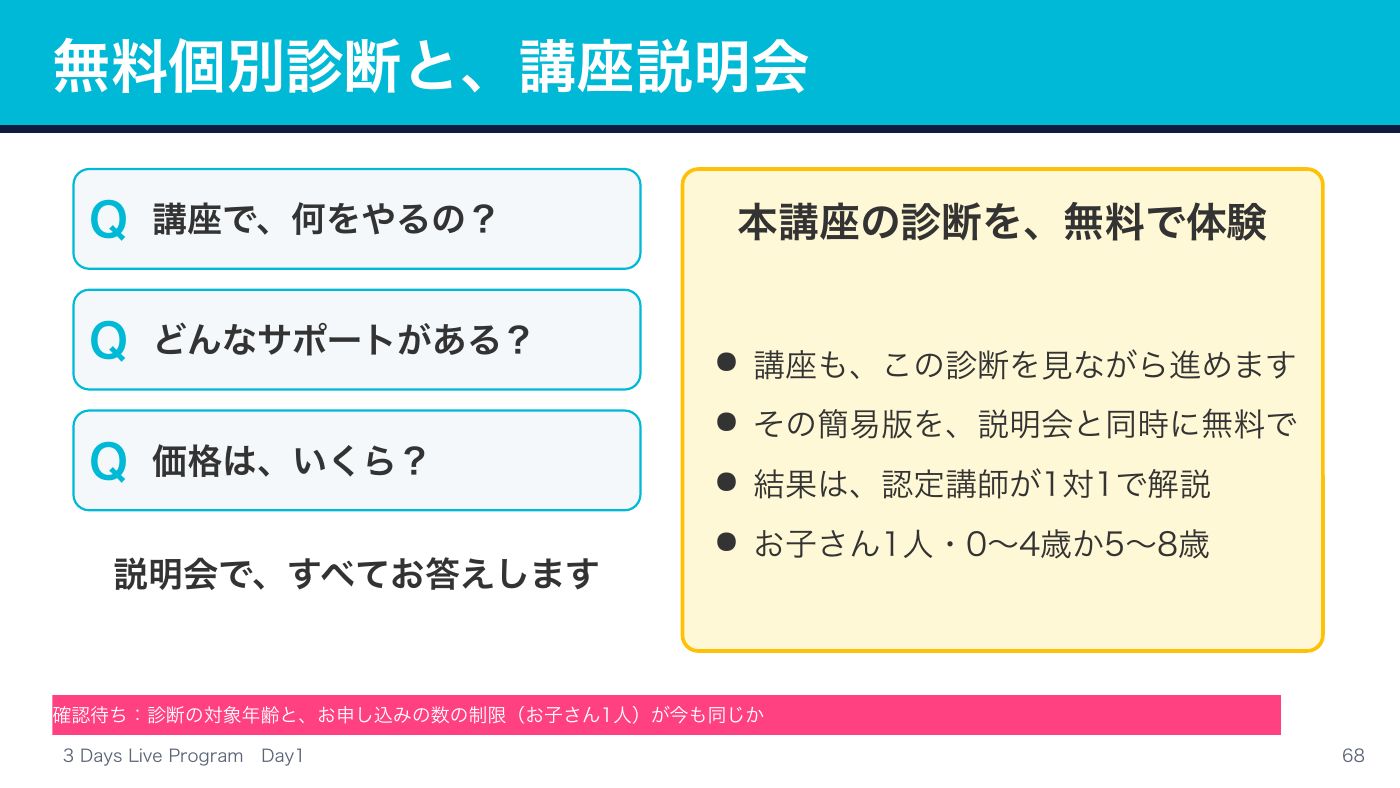 無料個別診断と、講座説明会
Q 講座で、何をやるの？
Q どんなサポートがある？
Q 価格は、いくら？
説明会で、すべてお答えします
本講座の診断を、無料で体験
● 講座も、この診断を見ながら進めます
● その簡易版を、説明会と同時に無料で
● 結果は、認定講師が1対1で解説
● お子さん1人・0〜4歳か5〜8歳
確認待ち：診断の対象年齢と、お申し込みの数の制限（お子さん1人）が今も同じか
3 Days Live Program　Day1
68